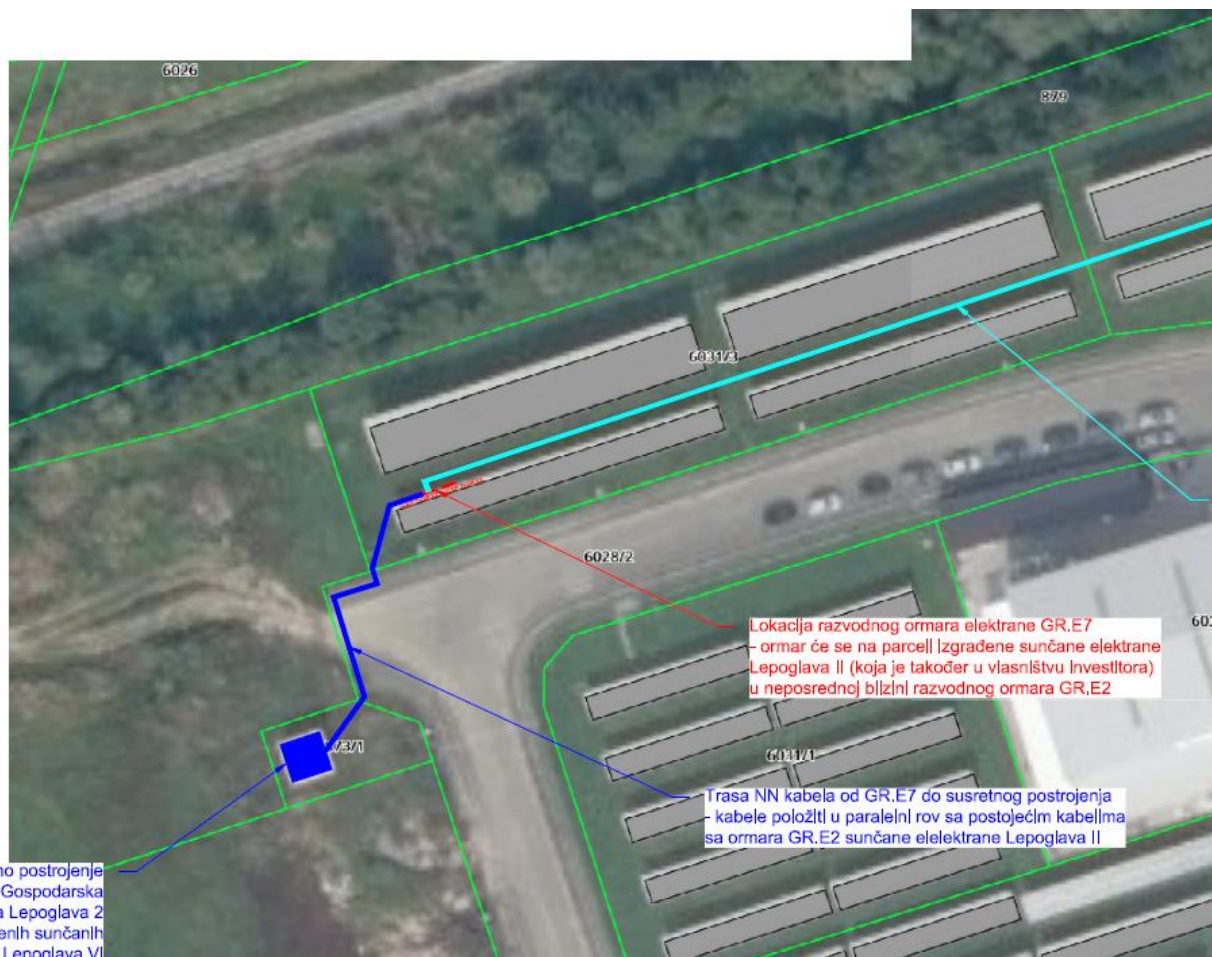 6026
879
6031/3
6028/2
Lokacija razvodnog ormara elektrane GR.E7
- ormar će se na parceli izgrađene sunčane elektrane
Lepoglava II (koja je također u vlasništvu investitora)
u neposrednoj blizini razvodnog ormara GR.E2
603
/3/1
6031/1
Trasa NN kabela od GR.E7 do susretnog postrojenja
- kabele položiti u paralelni rov sa postojećim kabelima
sa ormara GR.E2 sunčane elelektrane Lepoglava II
no postrojenje
Gospodarska
a Lepoglava 2
enih sunčanih
Lepoglava VI